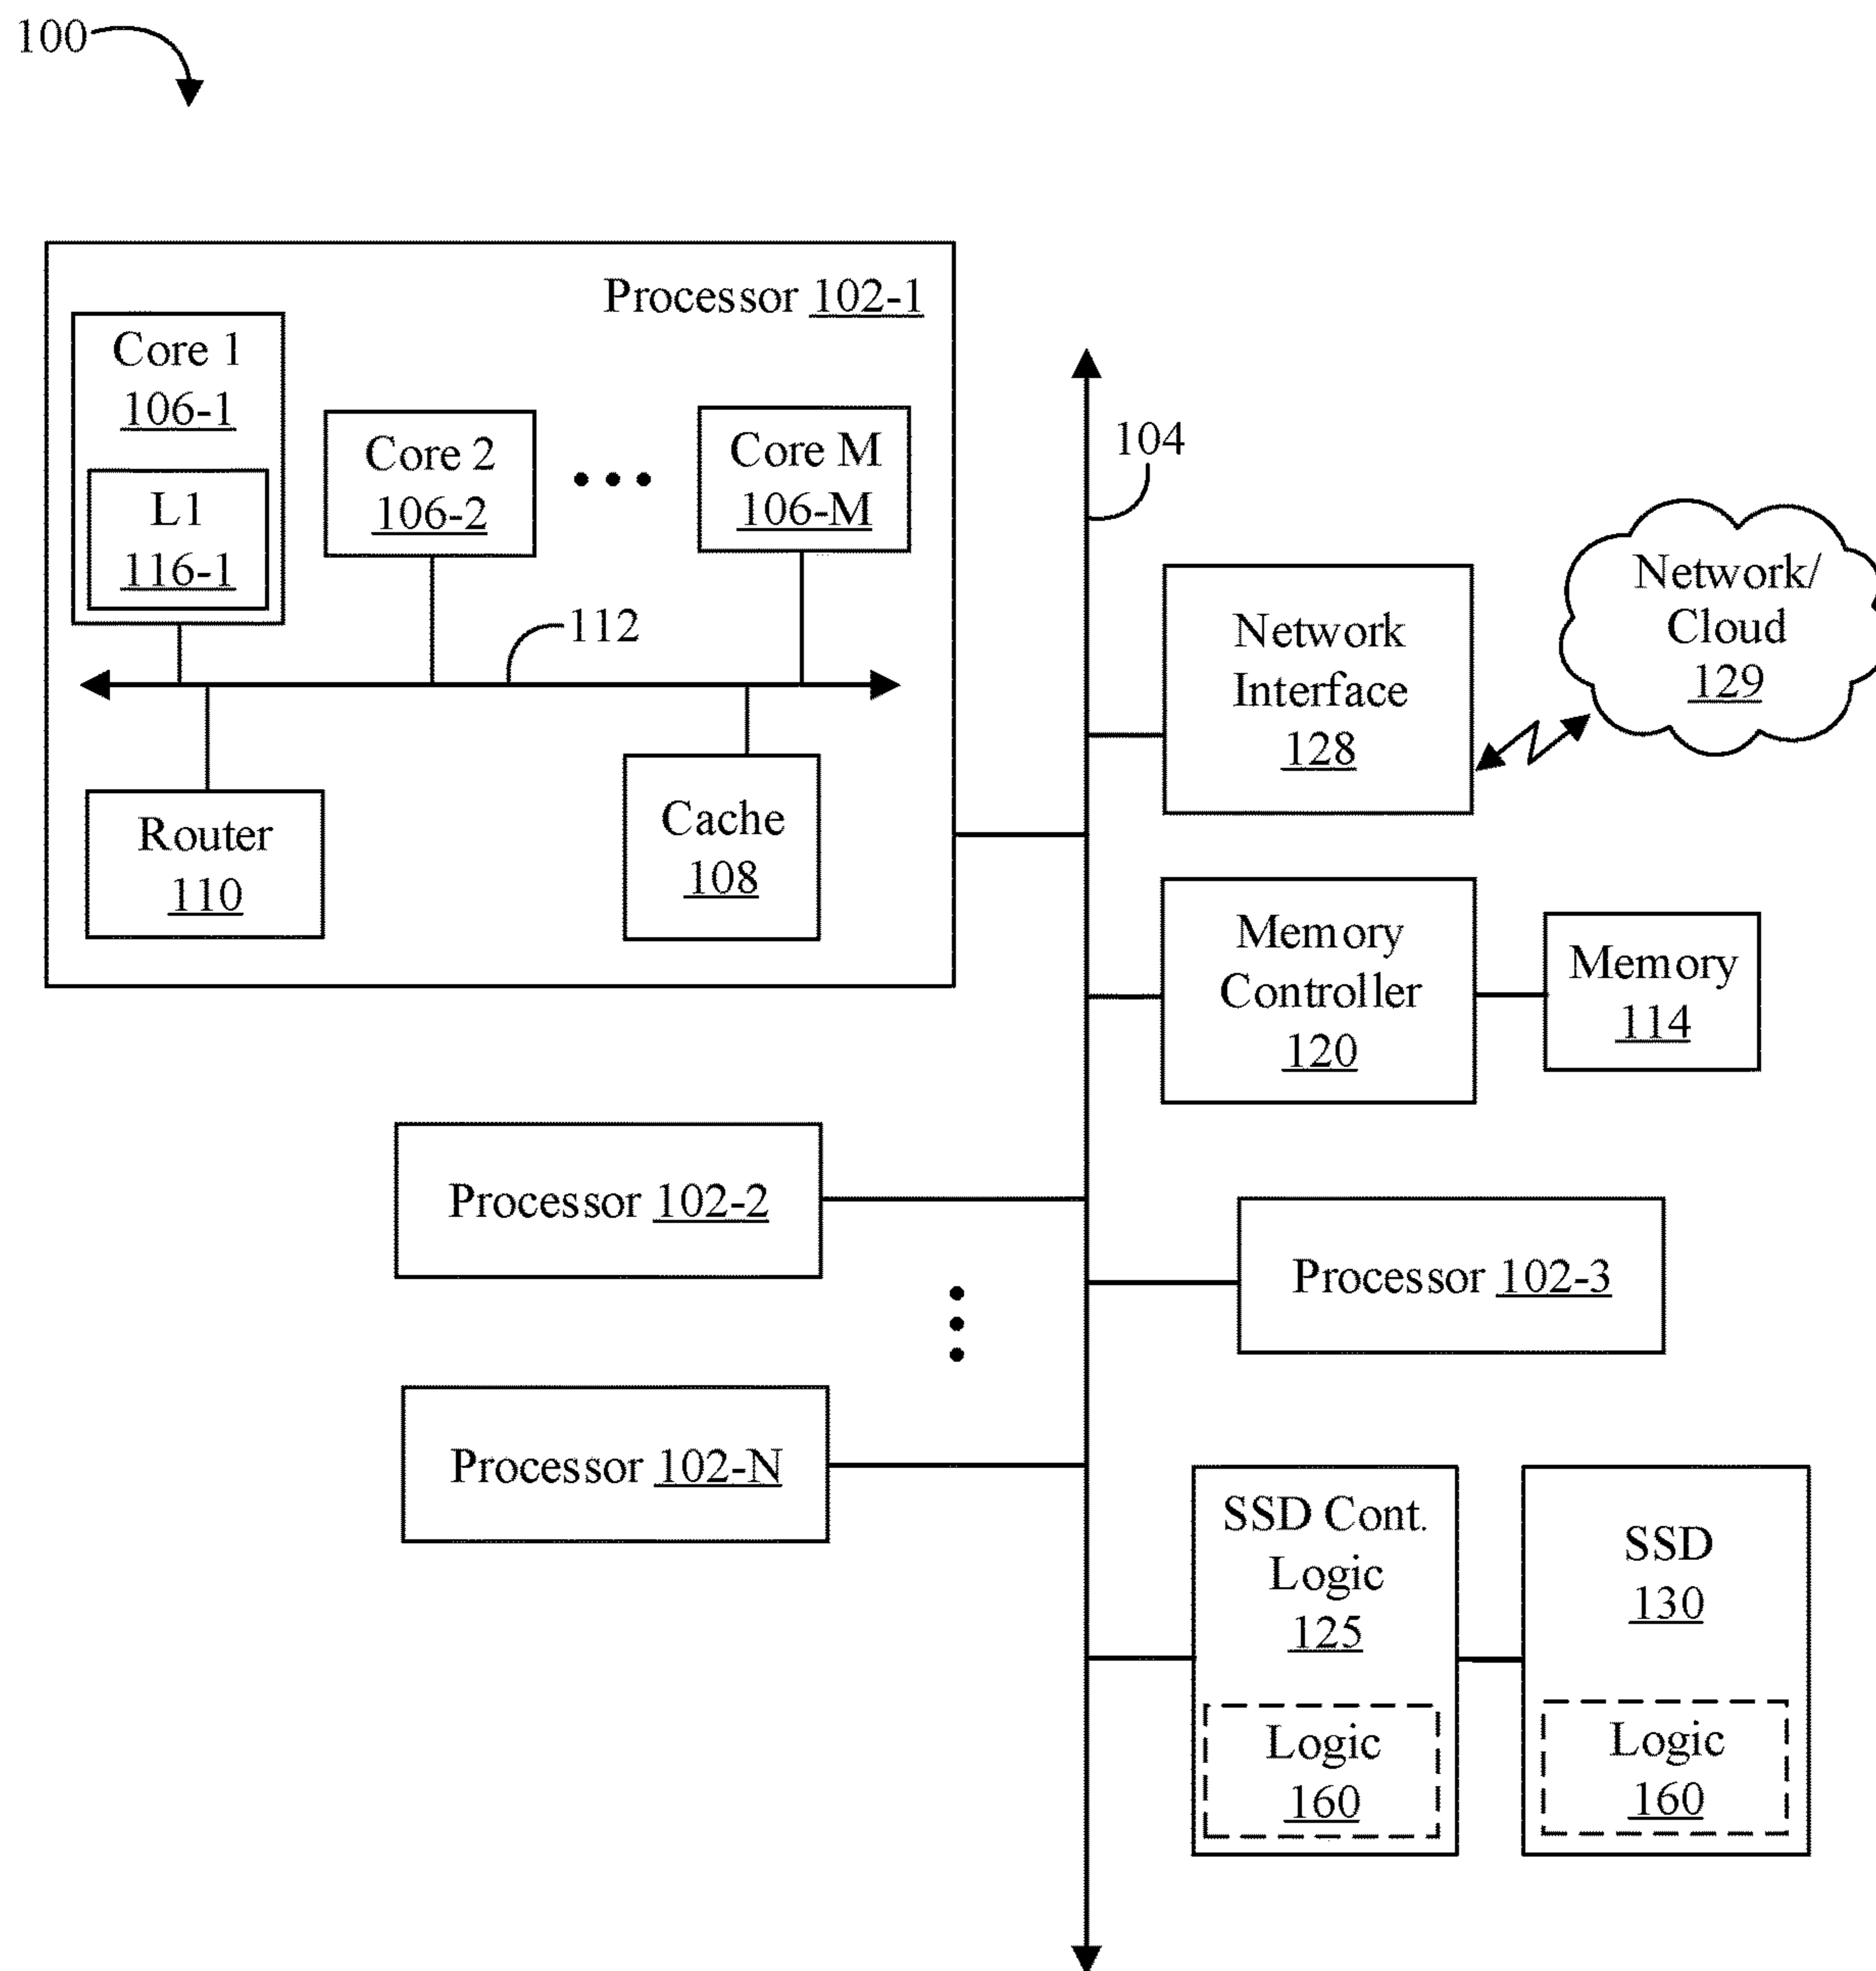 100
Processor 102-1
Core 1
106-1
L1
116-1
Core 2
106-2
Core M
106-M
112
Router
110
Cache
108
104
Network
Interface
128
Network/
Cloud
129
Memory
Controller
120
Memory
114
Processor 102-2
Processor 102-3
Processor 102-N
SSD Cont.
Logic
125
Logic
160
SSD
130
Logic
160